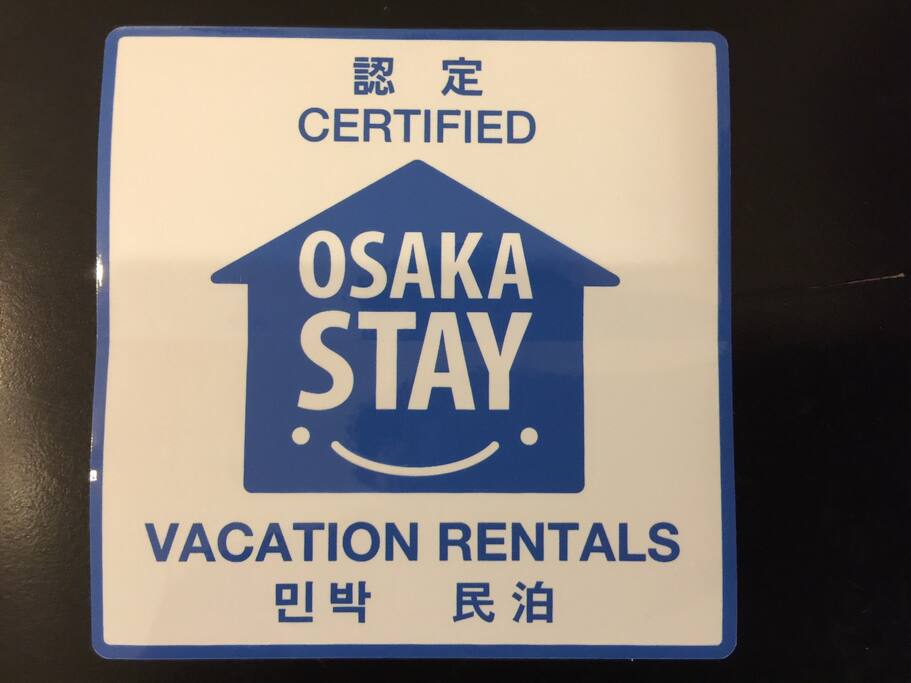 認 定
CERTIFIED
OSAKA
STAY
VACATION RENTALS
민박 民泊